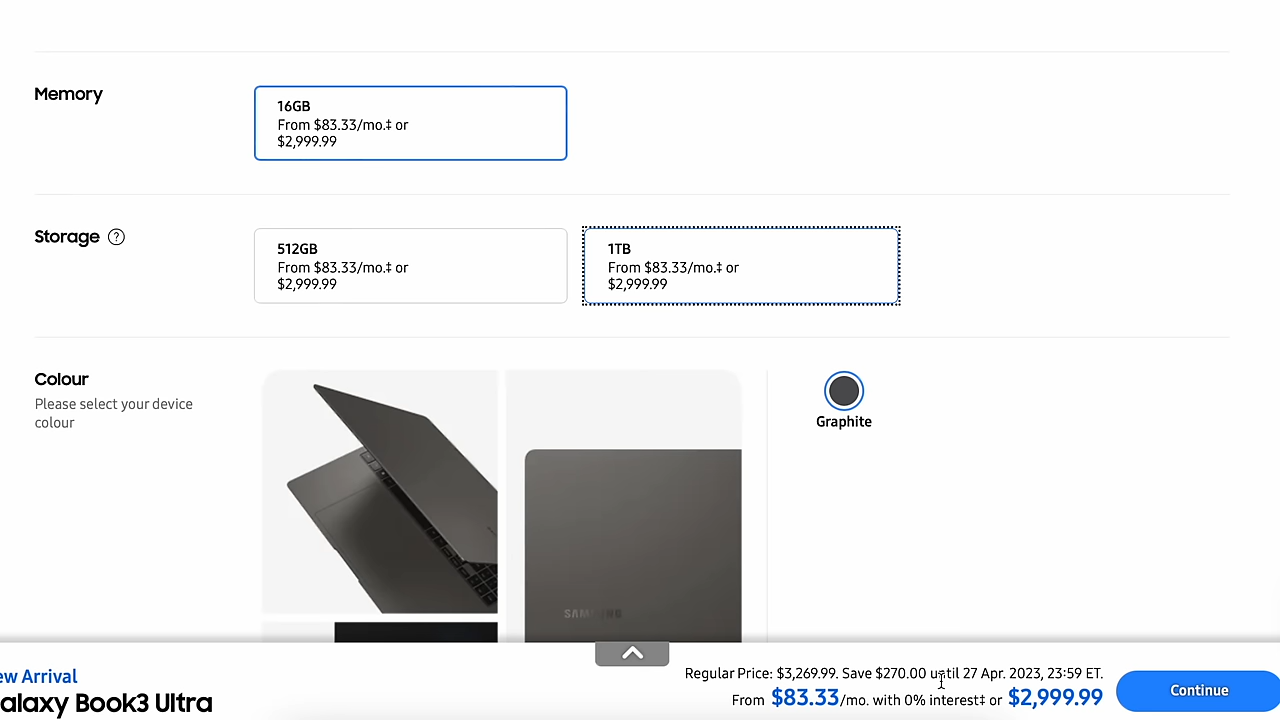 Memory
16GB
From $83.33/mo.‡ or
$2,999.99
Storage ?
512GB
From $83.33/mo.‡ or
$2,999.99
1TB
From $83.33/mo.‡ or
$2,999.99
Colour
Please select your device
colour
Graphite
SAMSUNG
ew Arrival
alaxy Book3 Ultra
Regular Price: $3,269.99. Save $270.00 until 27 Apr. 2023, 23:59 ET.
From $83.33/mo. with 0% interest‡ or $2,999.99
Continue